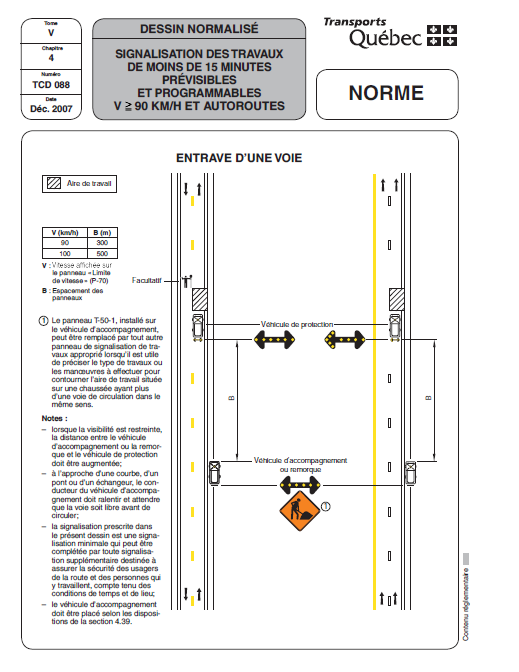 Tome
V
Chapitre
4
Numéro
TCD 088
Date
Déc. 2007
DESSIN NORMALISÉ
SIGNALISATION DES TRAVAUX
DE MOINS DE 15 MINUTES
PRÉVISIBLES
ET PROGRAMMABLES
V ≥ 90 KM/H ET AUTOROUTES
Transports
Québec
NORME
ENTRAVE D'UNE VOIE
Aire de travail
V (km/h) B (m)
90 300
100 500
V : Vitesse affichée sur
le panneau « Limite
de vitesse » (P-70)
B : Espacement des
panneaux
Facultatif
1 Le panneau T-50-1, installé sur
le véhicule d'accompagnement,
peut être remplacé par tout autre
panneau de signalisation de tra-
vaux approprié lorsqu'il est utile
de préciser le type de travaux ou
les manœuvres à effectuer pour
contourner l'aire de travail située
sur une chaussée ayant plus
d'une voie de circulation dans le
même sens.
Notes :
– lorsque la visibilité est restreinte,
la distance entre le véhicule
d'accompagnement ou la remor-
que et le véhicule de protection
doit être augmentée;
– à l'approche d'une courbe, d'un
pont ou d'un échangeur, le con-
ducteur du véhicule d'accompa-
gnement doit ralentir et attendre
que la voie soit libre avant de
circuler;
– la signalisation prescrite dans
le présent dessin est une signa-
lisation minimale qui peut être
complétée par toute signalisa-
tion supplémentaire destinée à
assurer la sécurité des usagers
de la route et des personnes qui
y travaillent, compte tenu des
conditions de temps et de lieu;
– le véhicule d'accompagnement
doit être placé selon les disposi-
tions de la section 4.39.
Véhicule de protection
B
B
Véhicule d'accompagnement
ou remorque
1
Contenu réglementaire